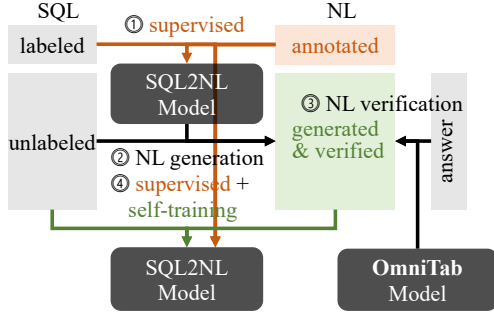 SQL
NL
① supervised
labeled
annotated
SQL2NL
Model
③ NL verification
unlabeled
generated
& verified
answer
② NL generation
④ supervised +
self-training
SQL2NL
Model
OmniTab
Model